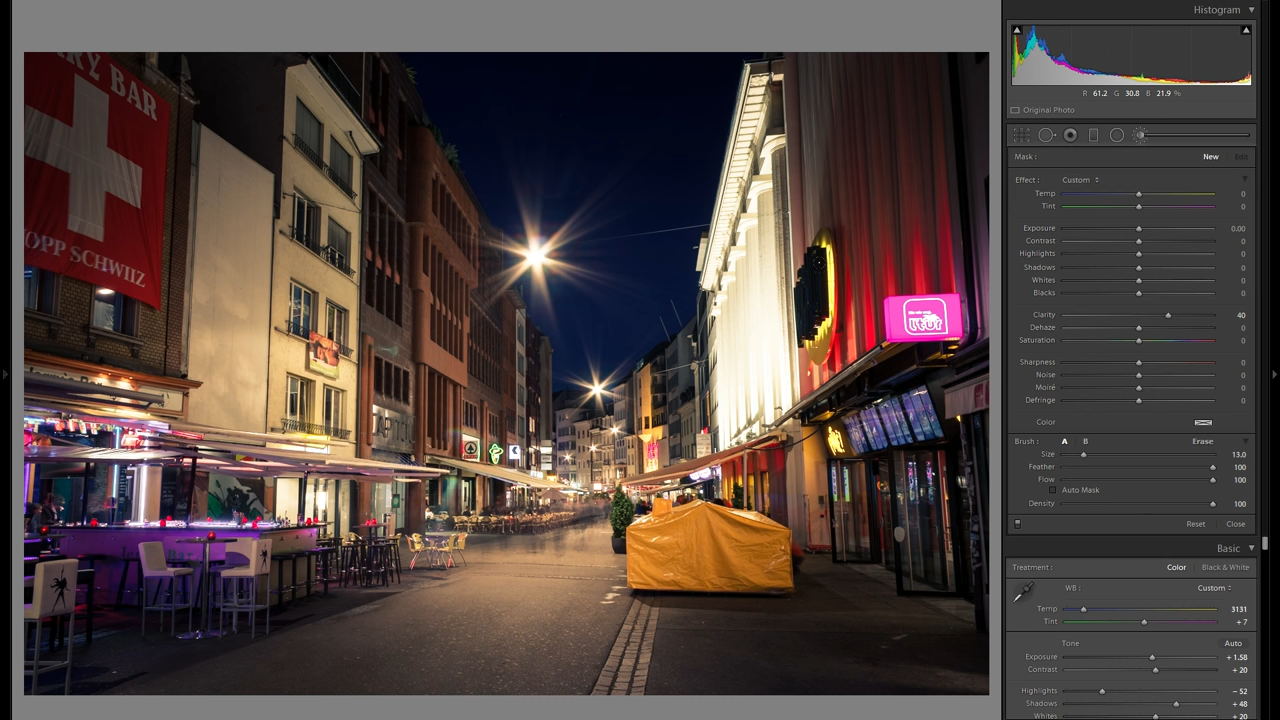 Histogram
R 61.2 G 30.8 B 21.9 %
Original Photo
Mask : New Edit
Effect : Custom
Temp 0
Tint 0
Exposure 0.00
Contrast 0
Highlights 0
Shadows 0
Whites 0
Blacks 0
Clarity 40
Dehaze 0
Saturation 0
Sharpness 0
Noise 0
Moiré 0
Defringe 0
Color
Brush : A B Erase
Size 13.0
Feather 100
Flow 100
Auto Mask
Density 100
Reset Close
Basic
Treatment : Color Black & White
WB : Custom
Temp 3131
Tint + 7
Tone Auto
Exposure + 1.58
Contrast + 20
Highlights − 52
Shadows + 48
Whites + 20
BAR
HOPP SCHWIIZ
ltur